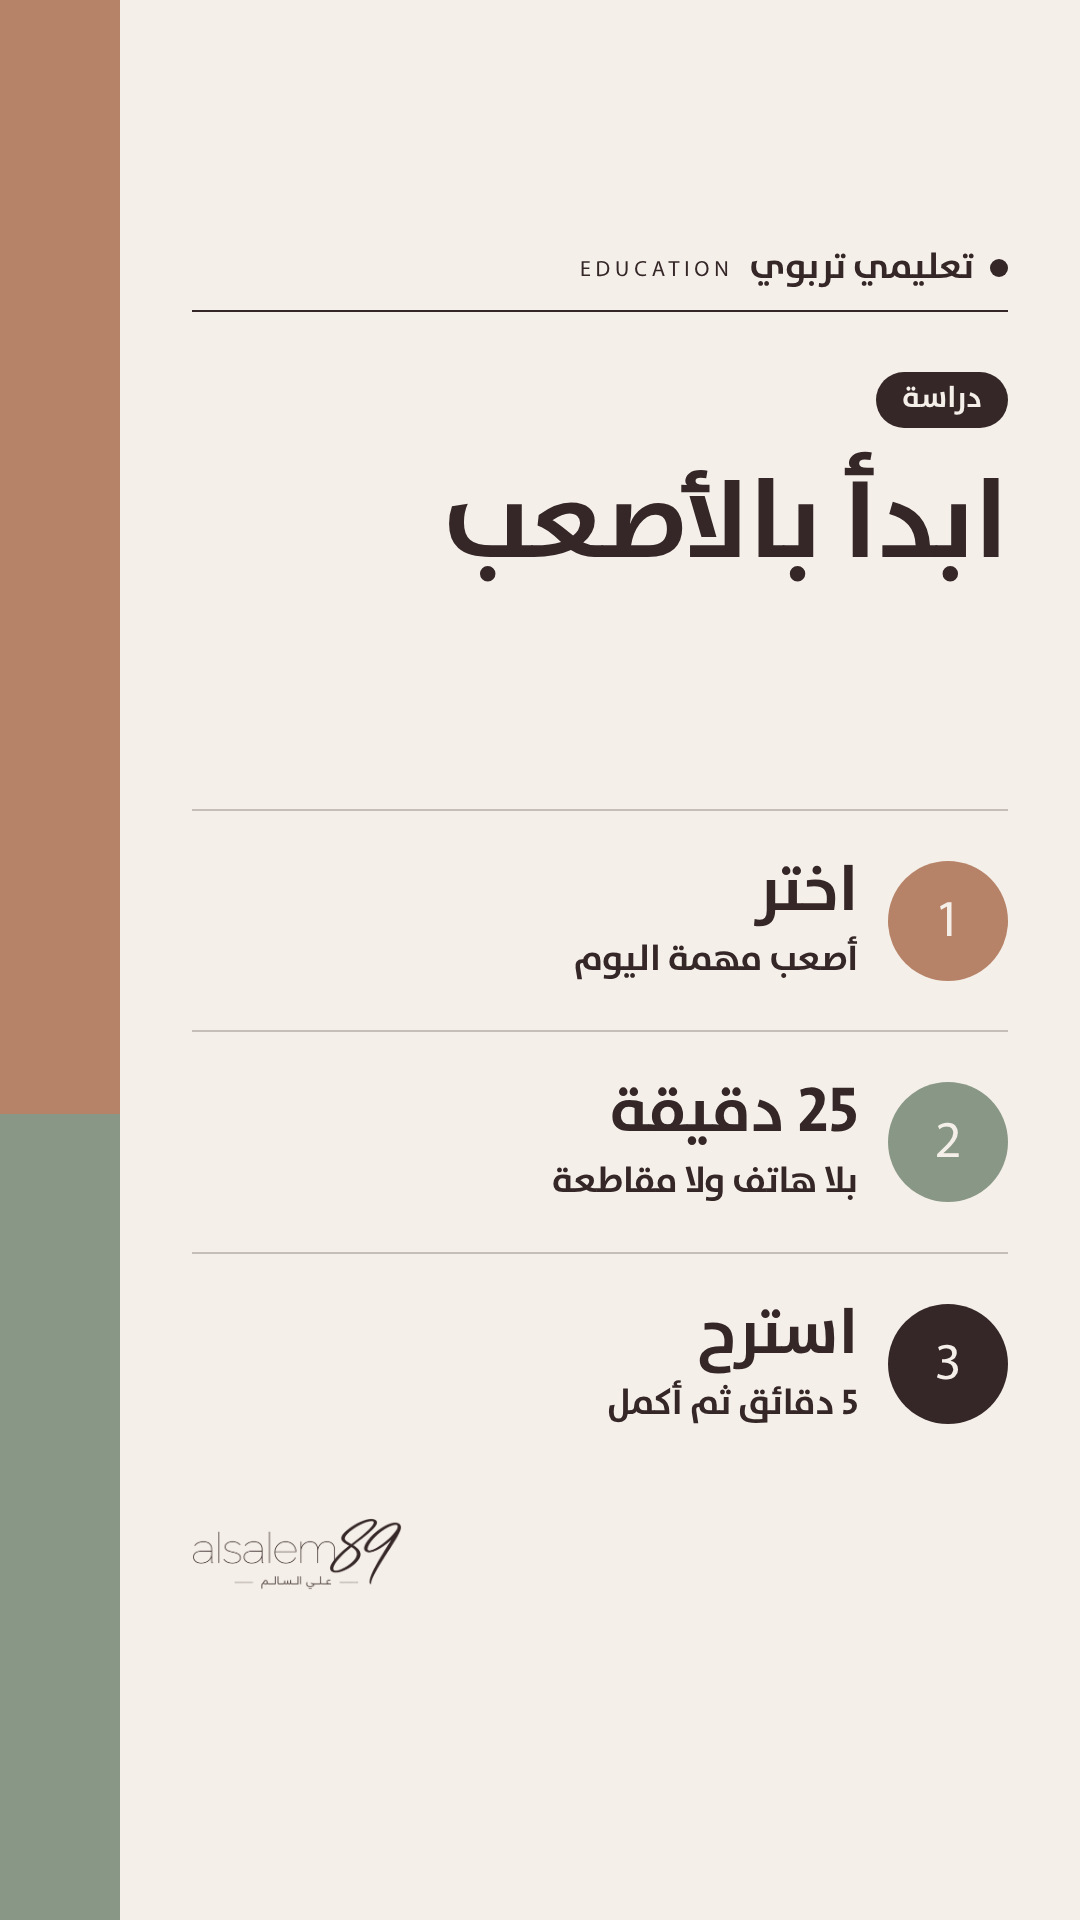 تعليمي تربوي EDUCATION
دراسة
ابدأ بالأصعب
1
اختر
أصعب مهمة اليوم
2
25 دقيقة
بلا هاتف ولا مقاطعة
3
استرح
5 دقائق ثم أكمل
alsalem89
علي السالم